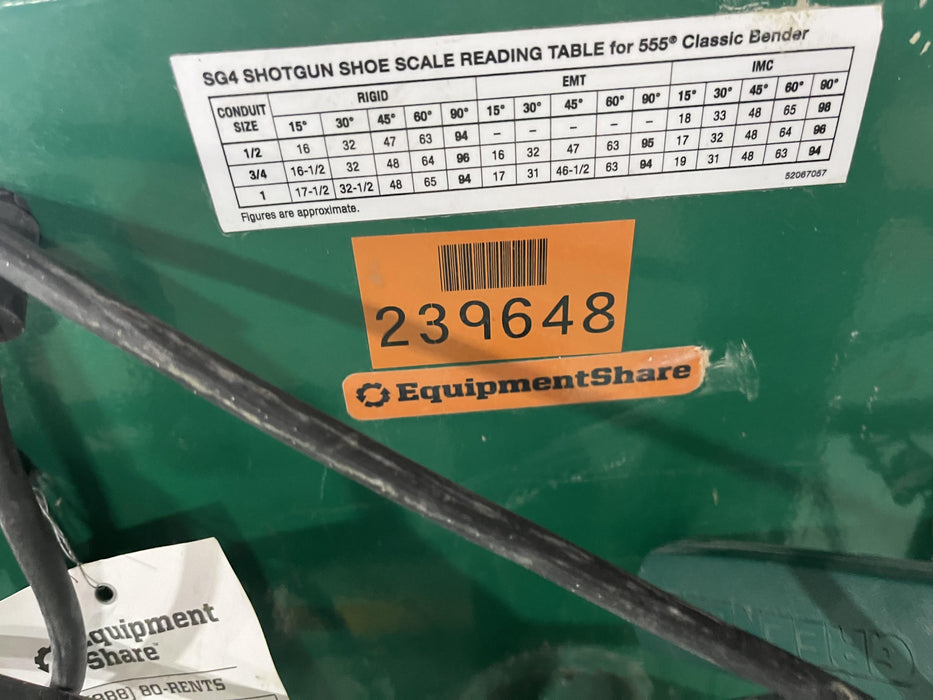 SG4 SHOTGUN SHOE SCALE READING TABLE for 555® Classic Bender
CONDUIT SIZE RIGID EMT IMC
15° 30° 45° 60° 90° 15° 30° 45° 60° 90° 15° 30° 45° 60° 90°
1/2 16 32 47 63 94 – – – – – 18 33 48 65 98
3/4 16-1/2 32 48 64 96 16 32 47 63 95 17 32 48 64 96
1 17-1/2 32-1/2 48 65 94 17 31 46-1/2 63 94 19 31 48 63 94
Figures are approximate.
52067057
239648
EquipmentShare
Equipment
Share™
(888) 80-RENTS